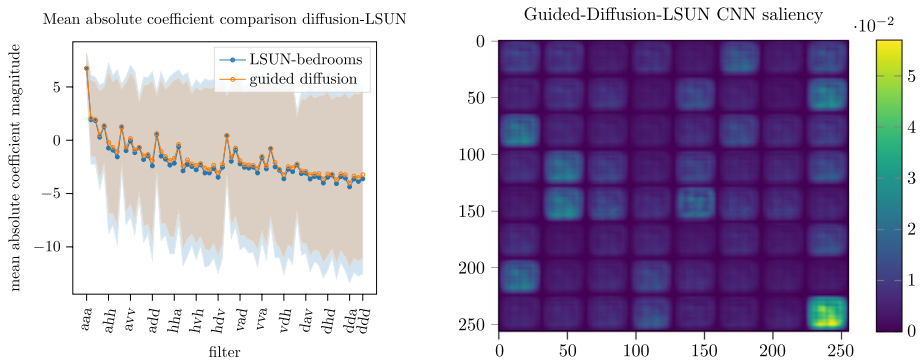 Mean absolute coefficient comparison diffusion-LSUN
mean absolute coefficient magnitude
5
0
−5
−10
LSUN-bedrooms
guided diffusion
aaa ahh avv add hha hvh hdv vad vva vdh dav dhd dda ddd
filter
Guided-Diffusion-LSUN CNN saliency
0
50
100
150
200
250
0 50 100 150 200 250
·10−2
5
4
3
2
1
0